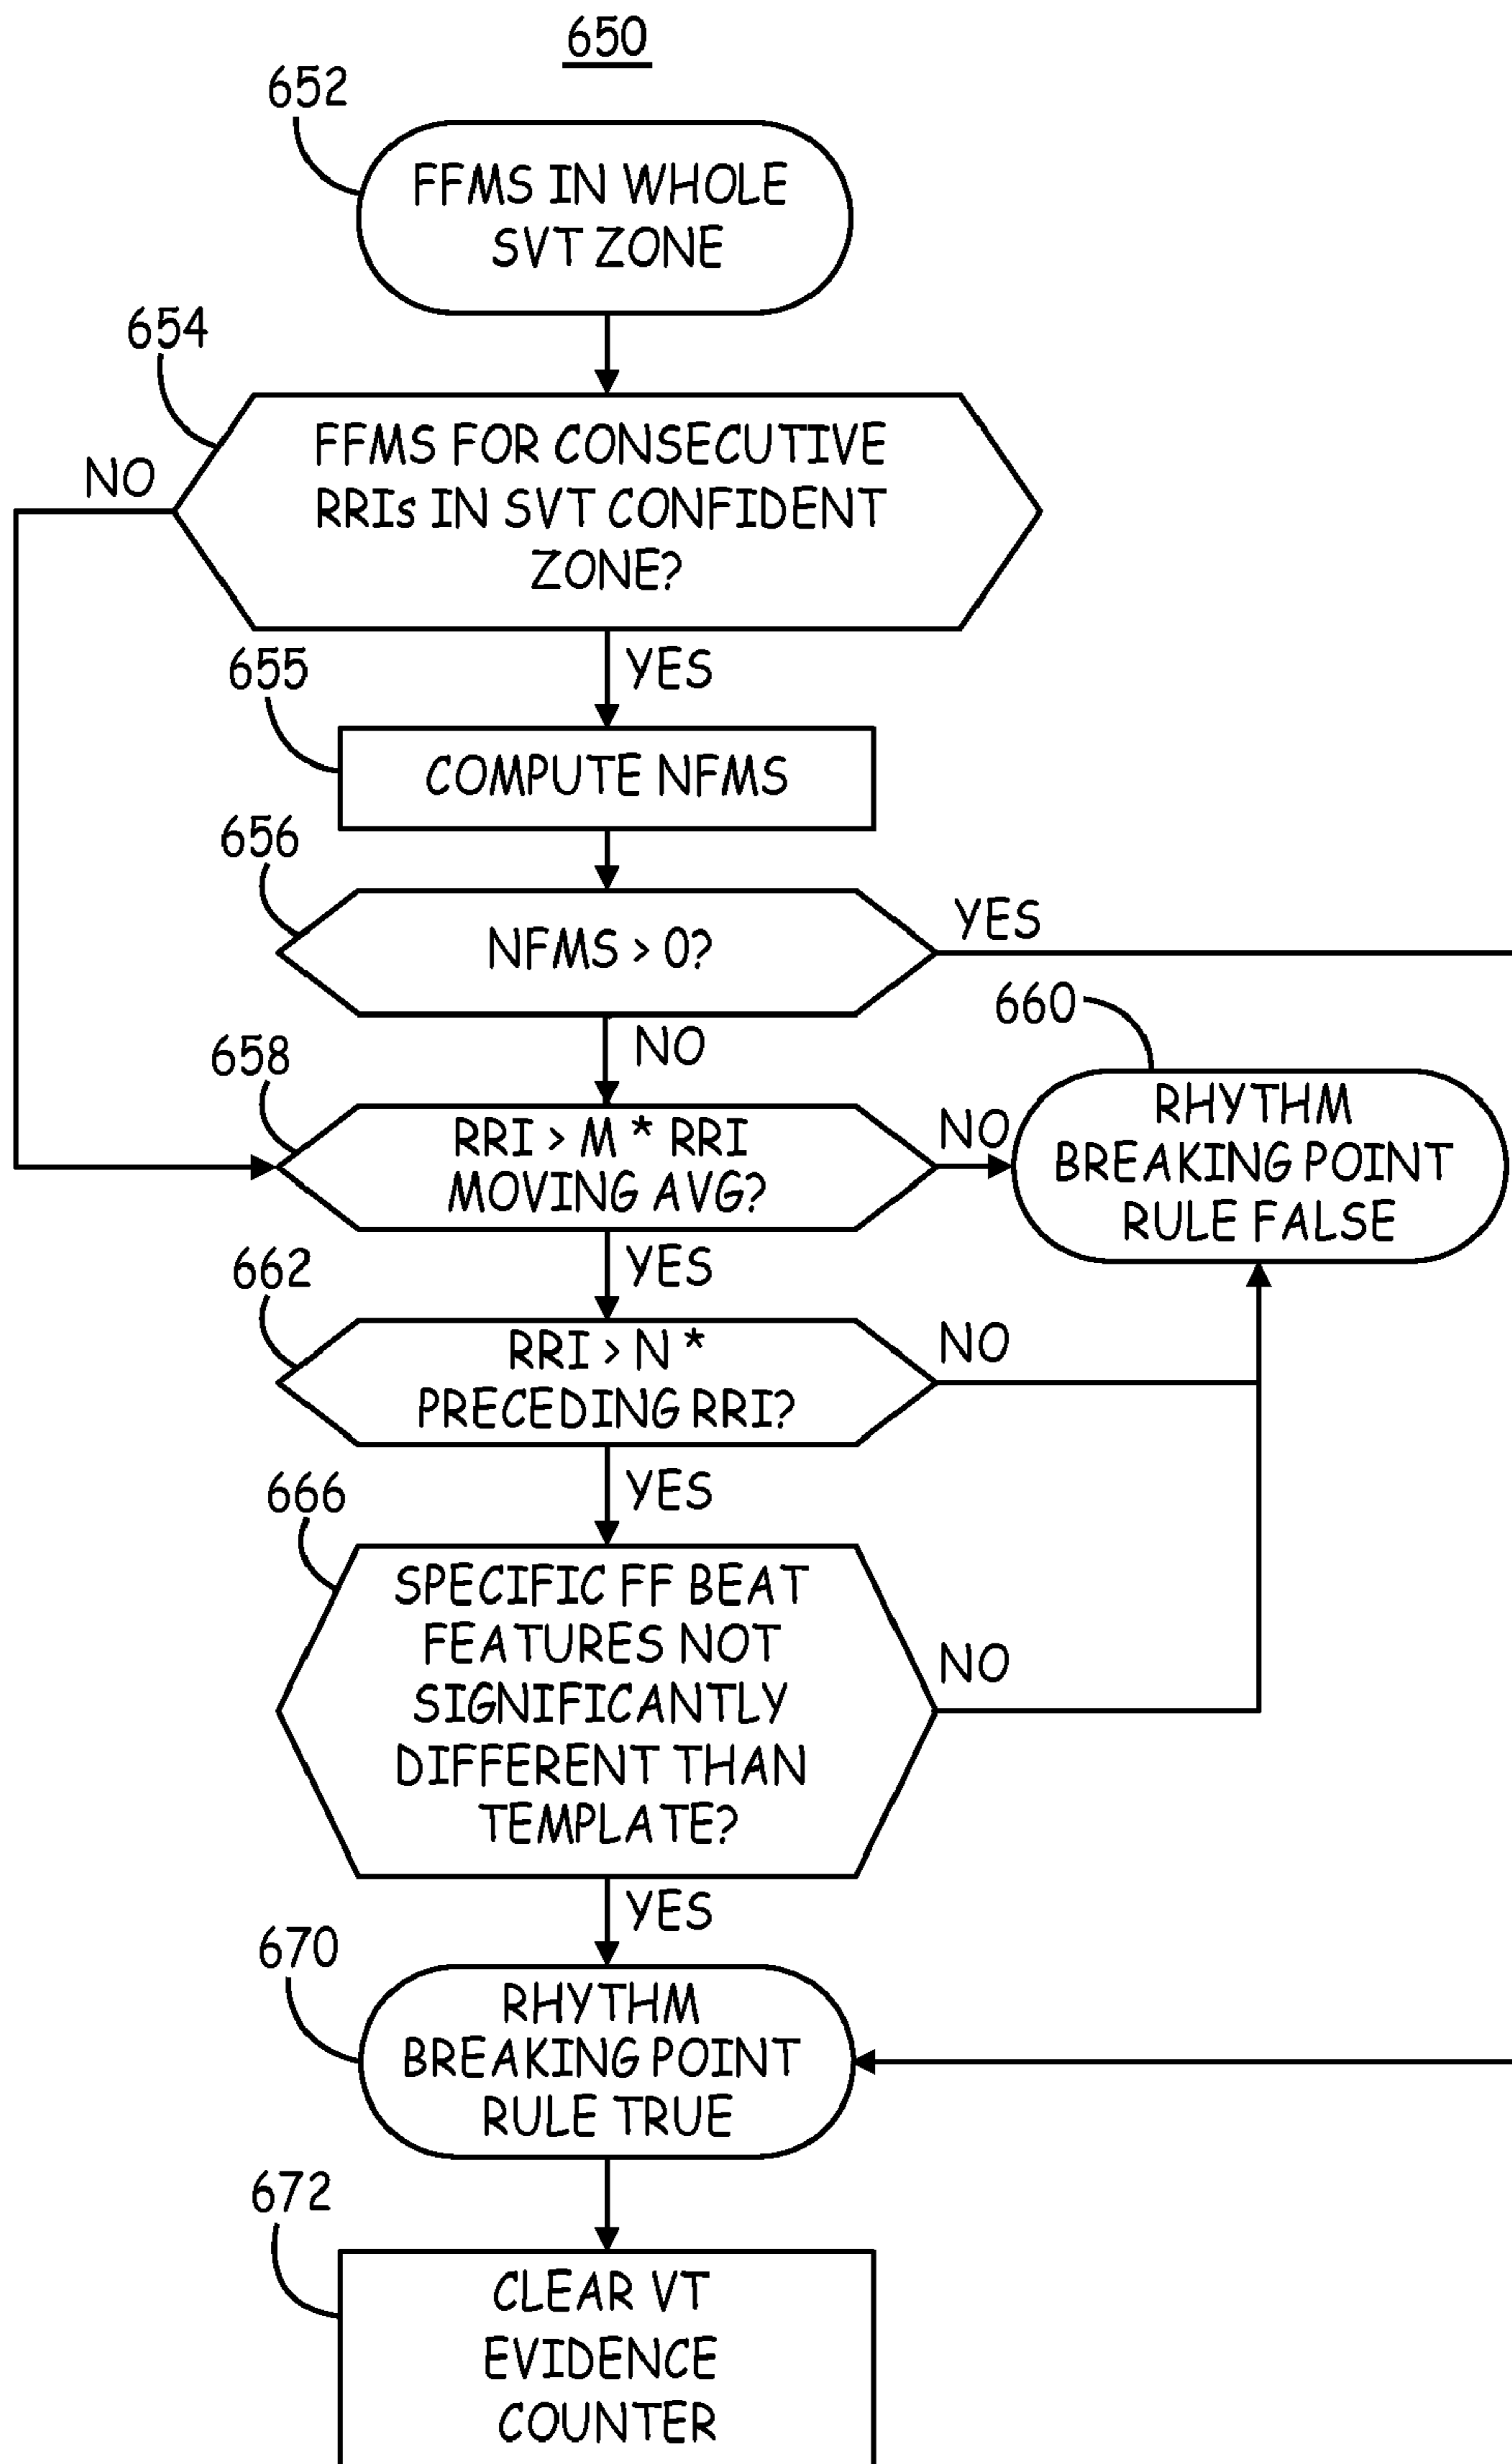 650
652
FFMS IN WHOLE
SVT ZONE
654
FFMS FOR CONSECUTIVE
RRIs IN SVT CONFIDENT
ZONE?
NO
YES
655
COMPUTE NFMS
656
NFMS > 0?
YES
NO
660
658
RRI > M * RRI
MOVING AVG?
NO
RHYTHM
BREAKING POINT
RULE FALSE
YES
662
RRI > N *
PRECEDING RRI?
NO
YES
666
SPECIFIC FF BEAT
FEATURES NOT
SIGNIFICANTLY
DIFFERENT THAN
TEMPLATE?
NO
YES
670
RHYTHM
BREAKING POINT
RULE TRUE
672
CLEAR VT
EVIDENCE
COUNTER